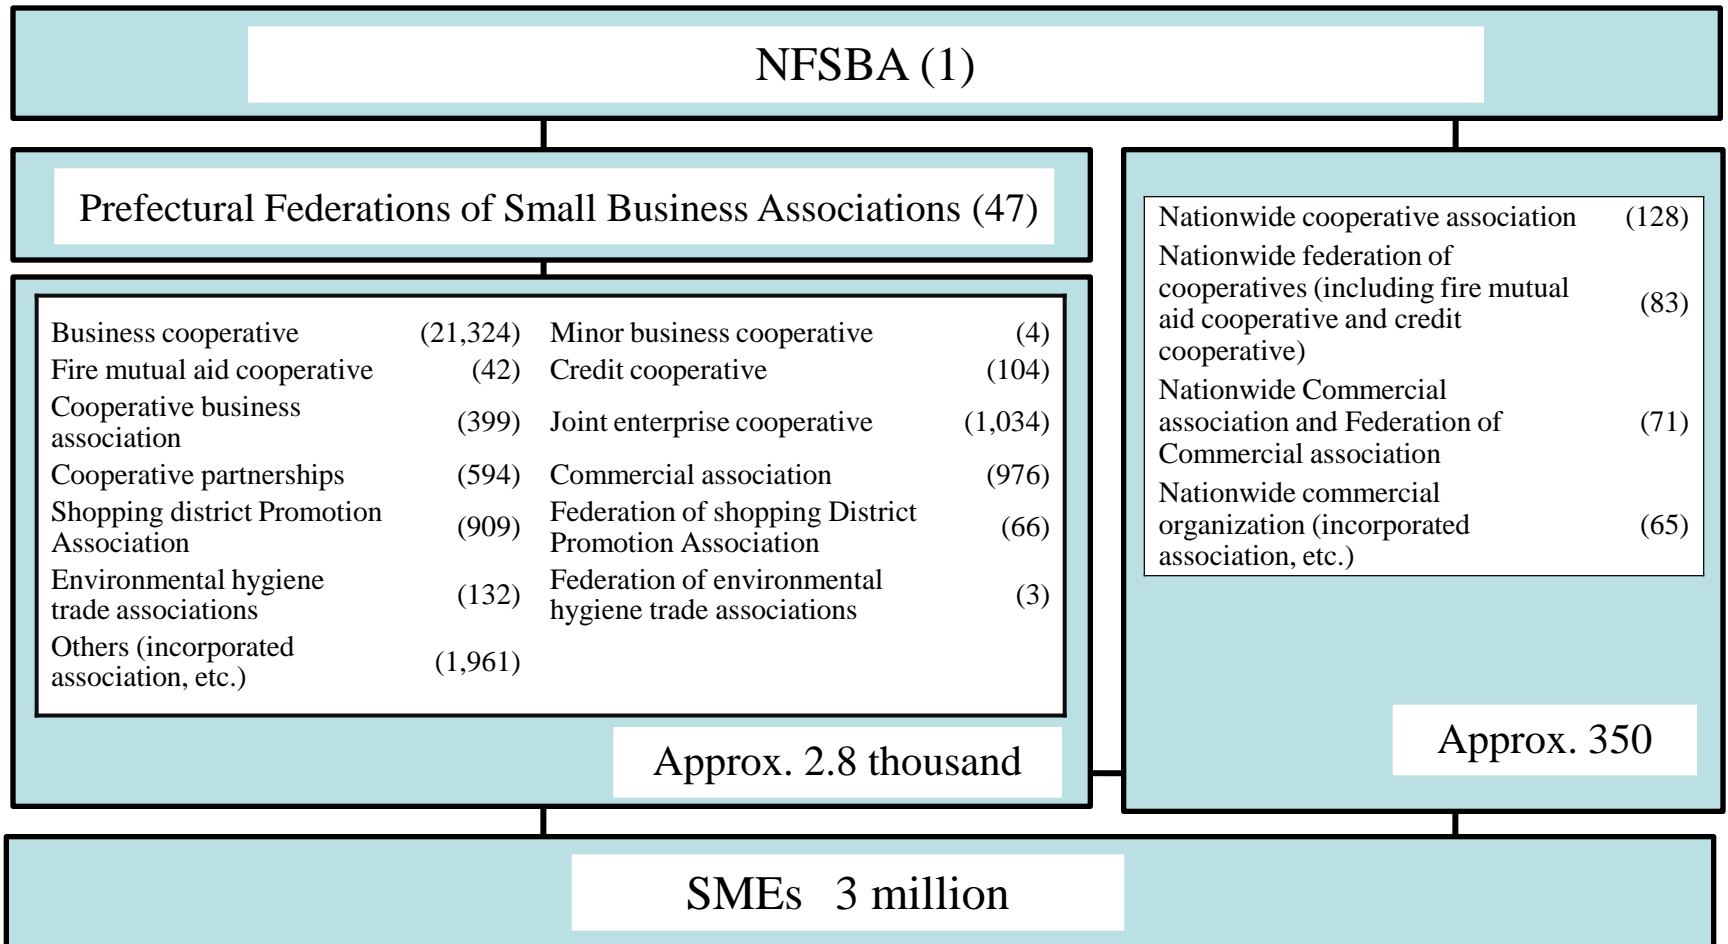 NFSBA (1)
Prefectural Federations of Small Business Associations (47)
Business cooperative (21,324) Minor business cooperative (4)
Fire mutual aid cooperative (42) Credit cooperative (104)
Cooperative business
association (399) Joint enterprise cooperative (1,034)
Cooperative partnerships (594) Commercial association (976)
Shopping district Promotion
Association (909)
Federation of shopping District
Promotion Association (66)
Environmental hygiene
trade associations (132)
Federation of environmental
hygiene trade associations (3)
Others (incorporated
association, etc.) (1,961)
Approx. 2.8 thousand
Nationwide cooperative association (128)
Nationwide federation of
cooperatives (including fire mutual
aid cooperative and credit
cooperative) (83)
Nationwide Commercial
association and Federation of
Commercial association (71)
Nationwide commercial
organization (incorporated
association, etc.) (65)
Approx. 350
SMEs 3 million